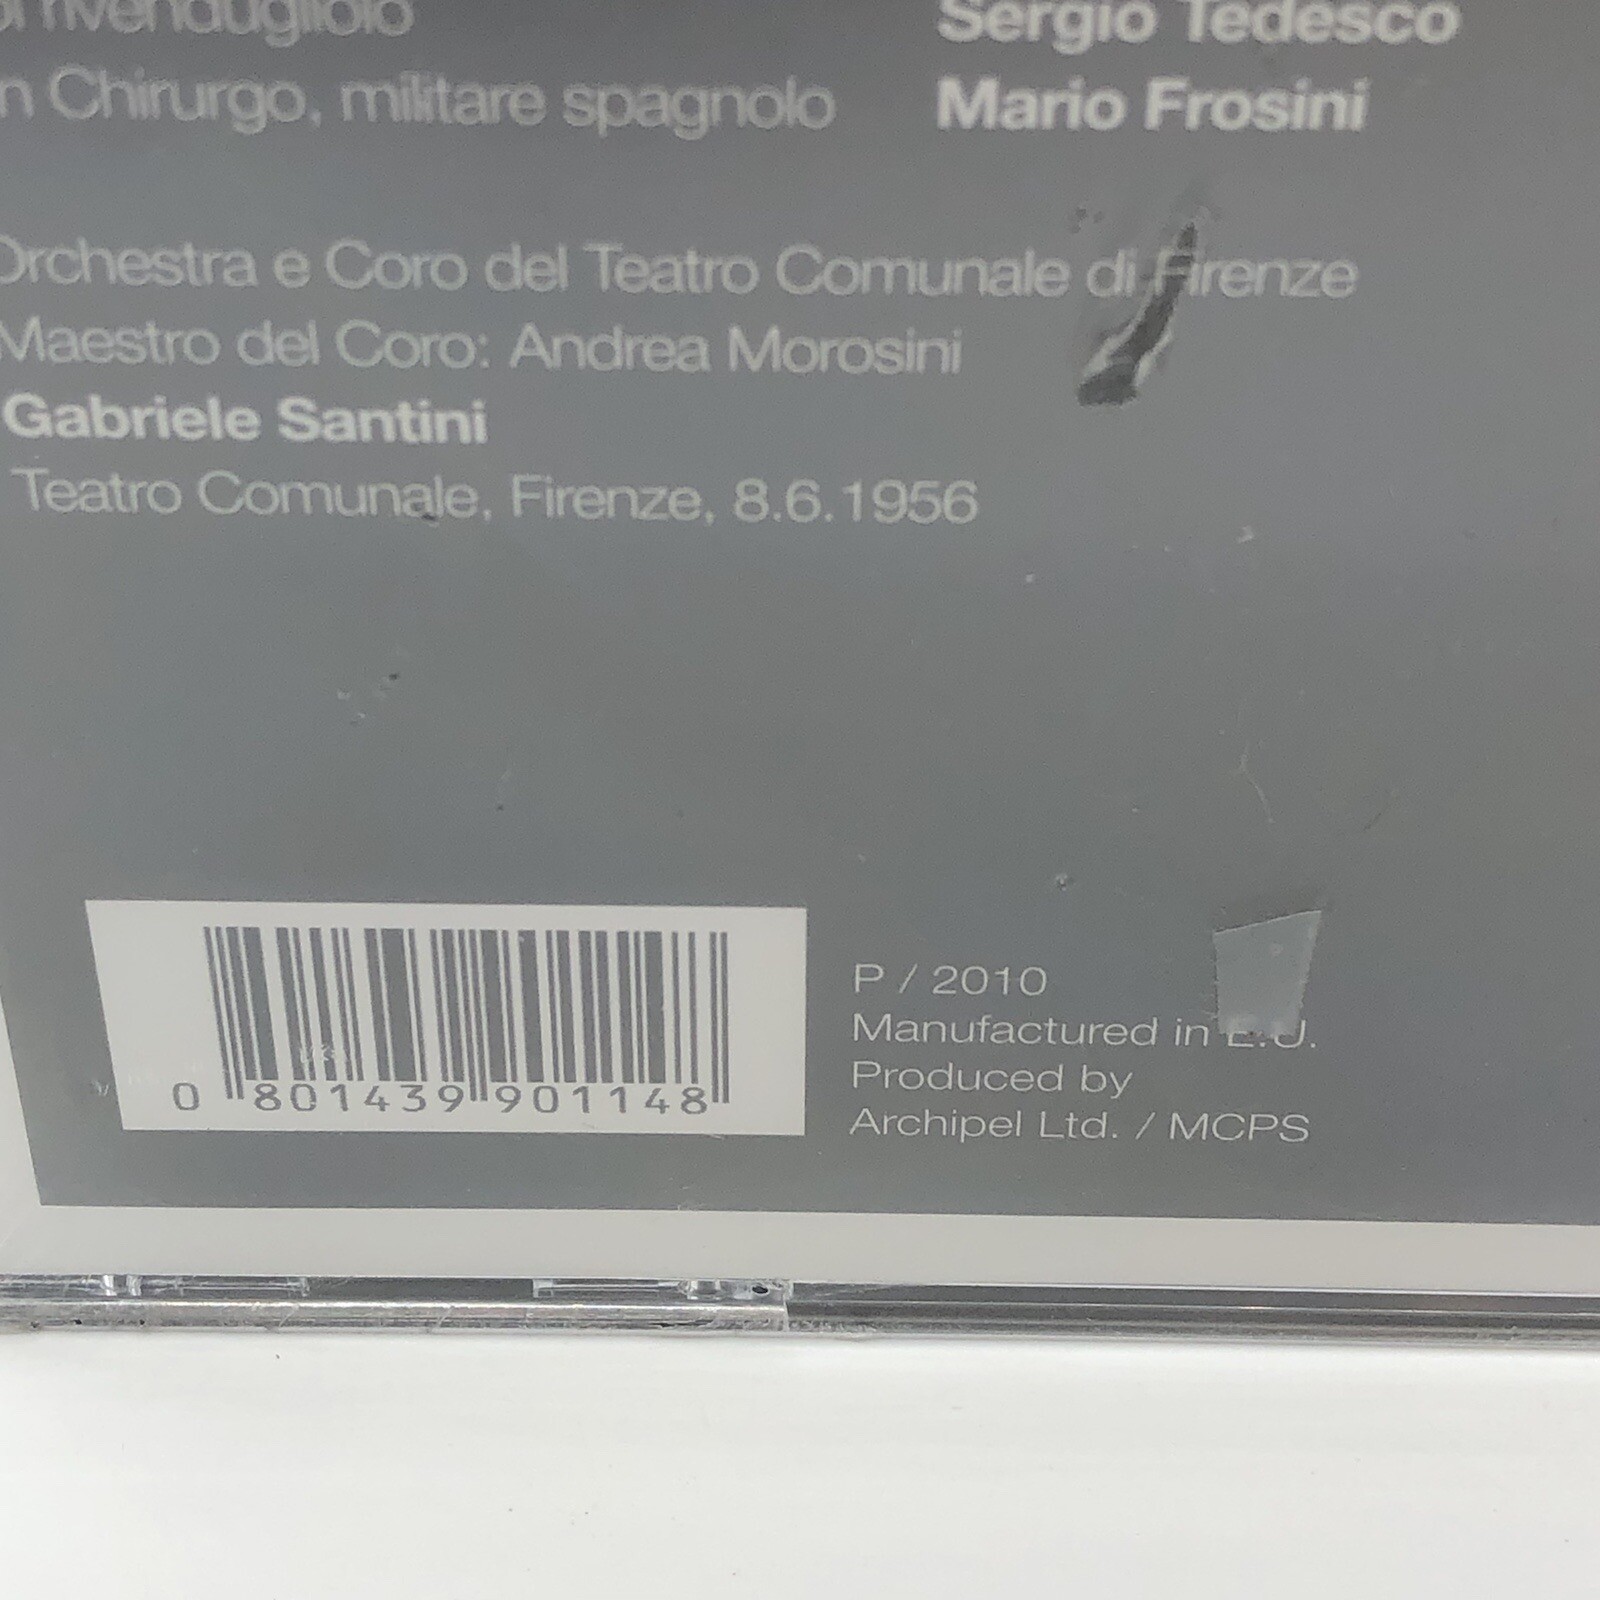 rivendugliolo
Sergio Tedesco
n Chirurgo, militare spagnolo
Mario Frosini
Orchestra e Coro del Teatro Comunale di Firenze
Maestro del Coro: Andrea Morosini
Gabriele Santini
Teatro Comunale, Firenze, 8.6.1956
P / 2010
Manufactured in E.U.
Produced by
Archipel Ltd. / MCPS
0 801439 901148